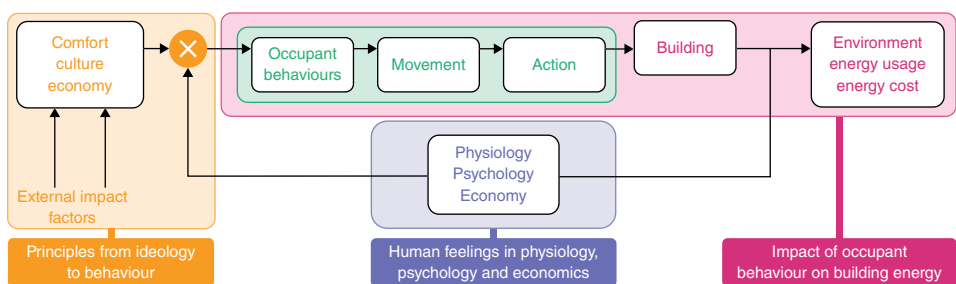 Comfort
culture
economy
Occupant
behaviours
Movement
Action
Building
Environment
energy usage
energy cost
Physiology
Psychology
Economy
External impact
factors
Principles from ideology
to behaviour
Human feelings in physiology,
psychology and economics
Impact of occupant
behaviour on building energy